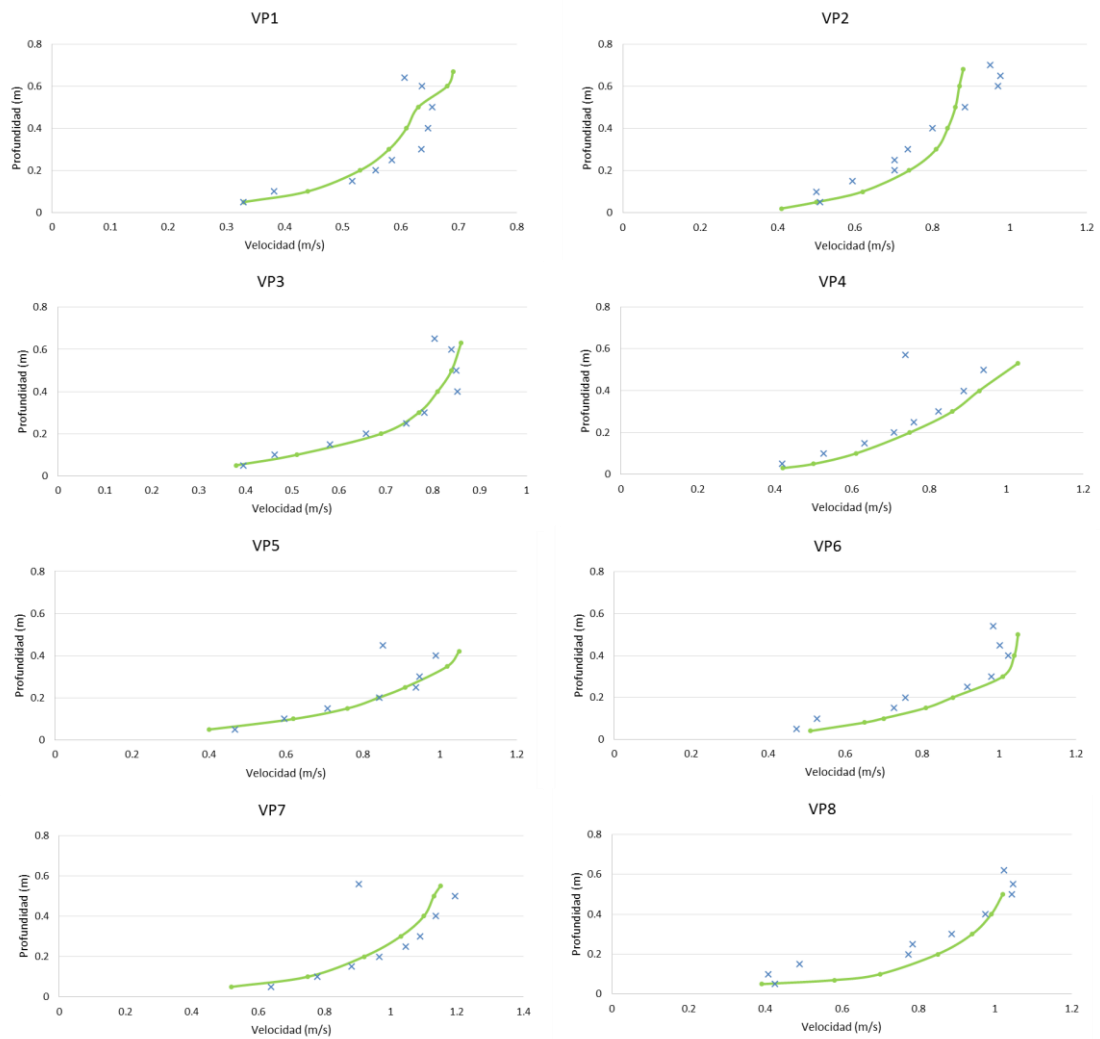 VP1
Profundidad (m)
0.8
0.6
0.4
0.2
0
0 0.1 0.2 0.3 0.4 0.5 0.6 0.7 0.8
Velocidad (m/s)
VP2
Profundidad (m)
0.8
0.6
0.4
0.2
0
0 0.2 0.4 0.6 0.8 1 1.2
Velocidad (m/s)
VP3
Profundidad (m)
0.8
0.6
0.4
0.2
0
0 0.1 0.2 0.3 0.4 0.5 0.6 0.7 0.8 0.9 1
Velocidad (m/s)
VP4
Profundidad (m)
0.8
0.6
0.4
0.2
0
0 0.2 0.4 0.6 0.8 1 1.2
Velocidad (m/s)
VP5
Profundidad (m)
0.8
0.6
0.4
0.2
0
0 0.2 0.4 0.6 0.8 1 1.2
Velocidad (m/s)
VP6
Profundidad (m)
0.8
0.6
0.4
0.2
0
0 0.2 0.4 0.6 0.8 1 1.2
Velocidad (m/s)
VP7
Profundidad (m)
0.8
0.6
0.4
0.2
0
0 0.2 0.4 0.6 0.8 1 1.2 1.4
Velocidad (m/s)
VP8
Profundidad (m)
0.8
0.6
0.4
0.2
0
0 0.2 0.4 0.6 0.8 1 1.2
Velocidad (m/s)